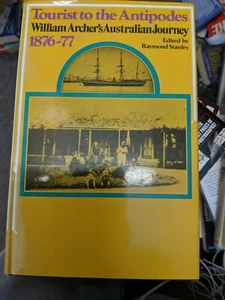 Tourist to the Antipodes
William Archer's Australian Journey
1876-77
Edited by
Raymond Stanley